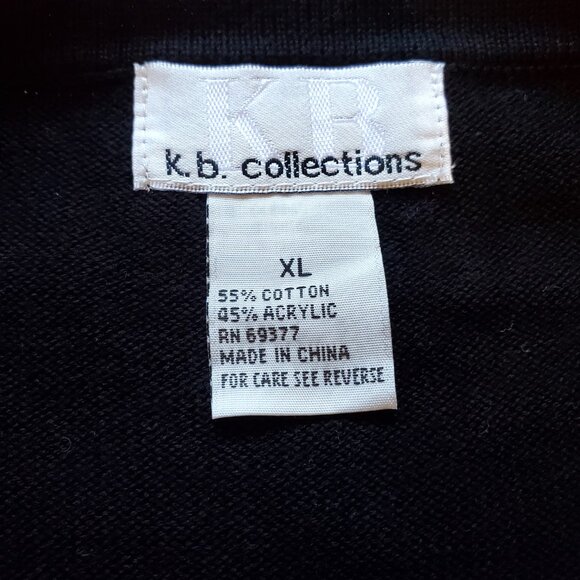 KB
k.b. collections
XL
55% COTTON
45% ACRYLIC
RN 69377
MADE IN CHINA
FOR CARE SEE REVERSE